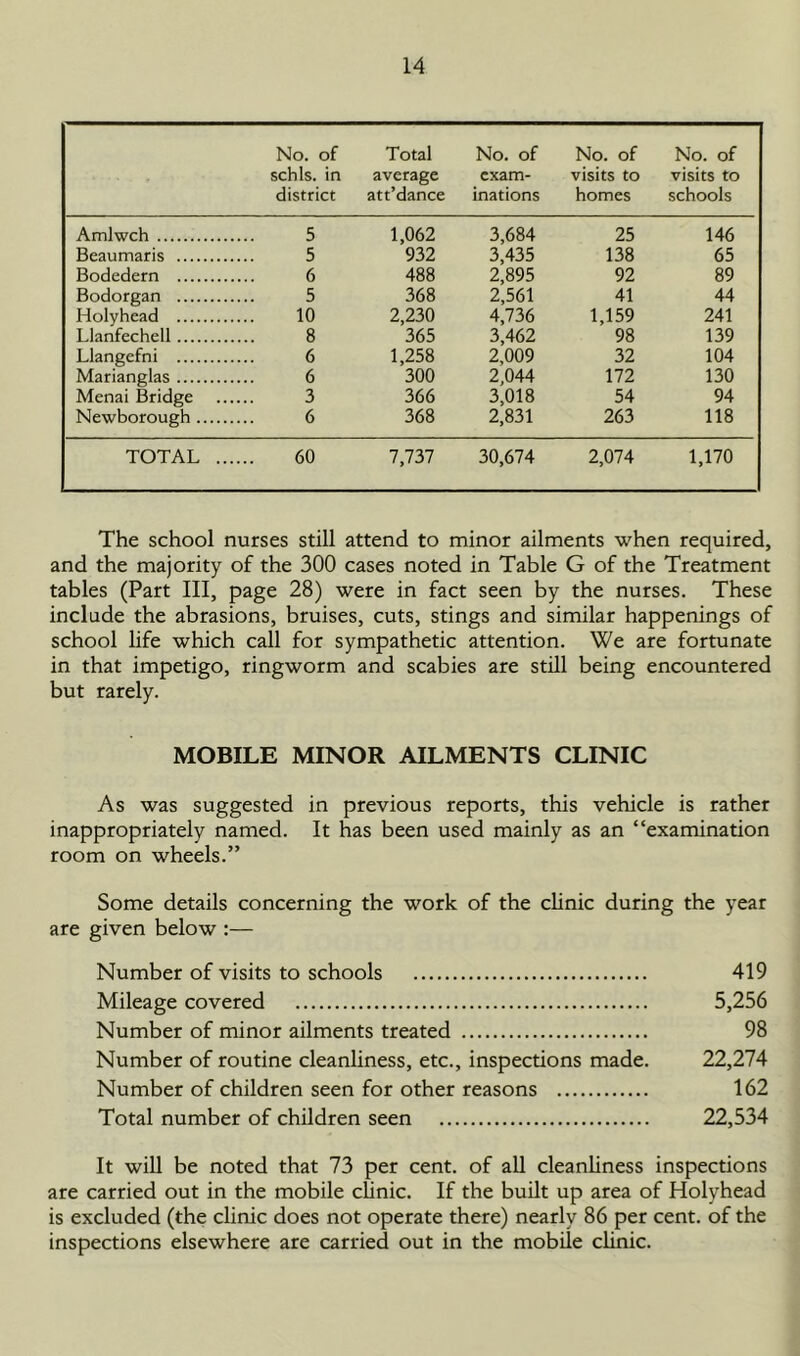 14
No. of Total No. of No. of No. of
schls. in average exam- visits to visits to
district att’dance inations homes schools
Amlwch ................ 5 1,062 3,684 25 146
Beaumaris ............ 5 932 3,435 138 65
Bodedern ............ 6 488 2,895 92 89
Bodorgan ............ 5 368 2,561 41 44
Holyhead ............ 10 2,230 4,736 1,159 241
Llanfechell ............ 8 365 3,462 98 139
Llangefni ............ 6 1,258 2,009 32 104
Marianglas ............ 6 300 2,044 172 130
Menai Bridge ...... 3 366 3,018 54 94
Newborough ......... 6 368 2,831 263 118
TOTAL ...... 60 7,737 30,674 2,074 1,170
The school nurses still attend to minor ailments when required,
and the majority of the 300 cases noted in Table G of the Treatment
tables (Part III, page 28) were in fact seen by the nurses. These
include the abrasions, bruises, cuts, stings and similar happenings of
school life which call for sympathetic attention. We are fortunate
in that impetigo, ringworm and scabies are still being encountered
but rarely.
MOBILE MINOR AILMENTS CLINIC
As was suggested in previous reports, this vehicle is rather
inappropriately named. It has been used mainly as an “examination
room on wheels.”
Some details concerning the work of the clinic during the year
are given below :—
Number of visits to schools ....................................... 419
Mileage covered ........................................................... 5,256
Number of minor ailments treated ............................... 98
Number of routine cleanliness, etc., inspections made. 22,274
Number of children seen for other reasons ............ 162
Total number of children seen ................................... 22,534
It will be noted that 73 per cent. of all cleanliness inspections
are carried out in the mobile clinic. If the built up area of Holyhead
is excluded (the clinic does not operate there) nearly 86 per cent. of the
inspections elsewhere are carried out in the mobile clinic.